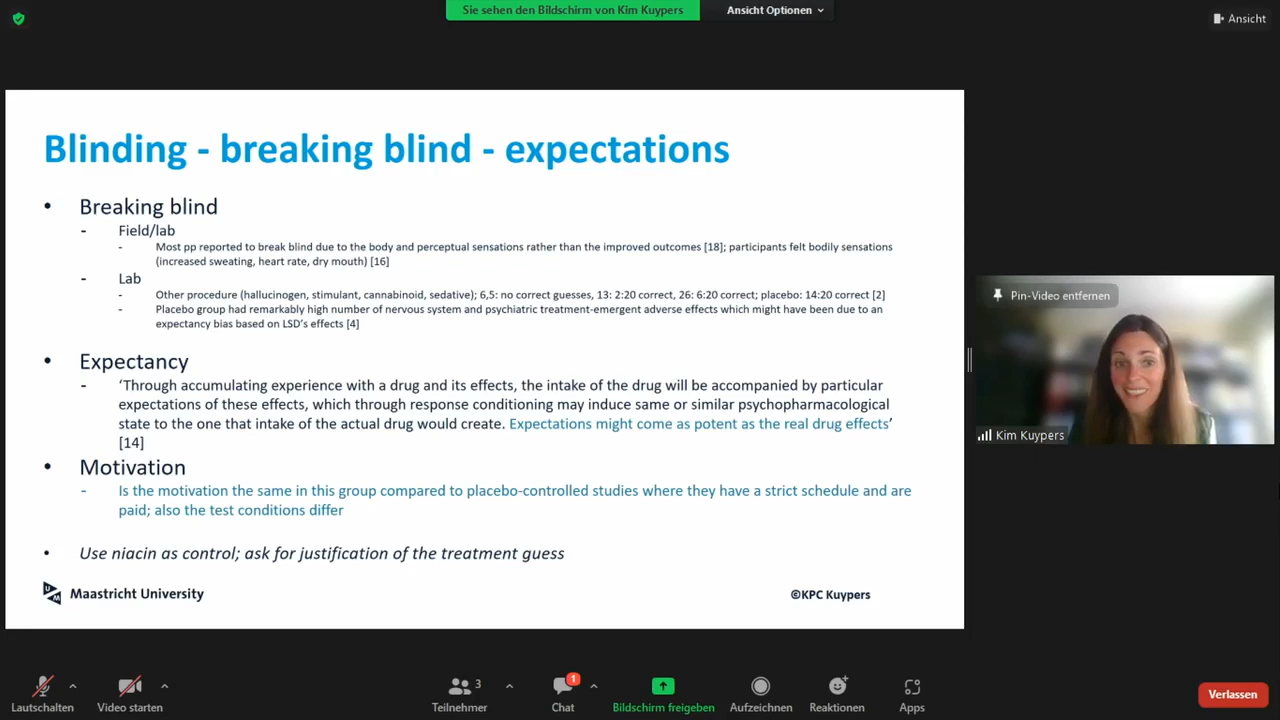 Sie sehen den Bildschirm von Kim Kuypers
Ansicht Optionen
Ansicht
Blinding - breaking blind - expectations
• Breaking blind
- Field/lab
- Most pp reported to break blind due to the body and perceptual sensations rather than the improved outcomes [18]; participants felt bodily sensations
(increased sweating, heart rate, dry mouth) [16]
- Lab
- Other procedure (hallucinogen, stimulant, cannabinoid, sedative); 6,5: no correct guesses, 13: 2:20 correct, 26: 6:20 correct; placebo: 14:20 correct [2]
- Placebo group had remarkably high number of nervous system and psychiatric treatment-emergent adverse effects which might have been due to an
expectancy bias based on LSD's effects [4]
• Expectancy
- ‘Through accumulating experience with a drug and its effects, the intake of the drug will be accompanied by particular
expectations of these effects, which through response conditioning may induce same or similar psychopharmacological
state to the one that intake of the actual drug would create. Expectations might come as potent as the real drug effects’
[14]
• Motivation
- Is the motivation the same in this group compared to placebo-controlled studies where they have a strict schedule and are
paid; also the test conditions differ
• Use niacin as control; ask for justification of the treatment guess
Maastricht University
©KPC Kuypers
Pin-Video entfernen
Kim Kuypers
Lautschalten
Video starten
3
Teilnehmer
1
Chat
Bildschirm freigeben
Aufzeichnen
Reaktionen
Apps
Verlassen